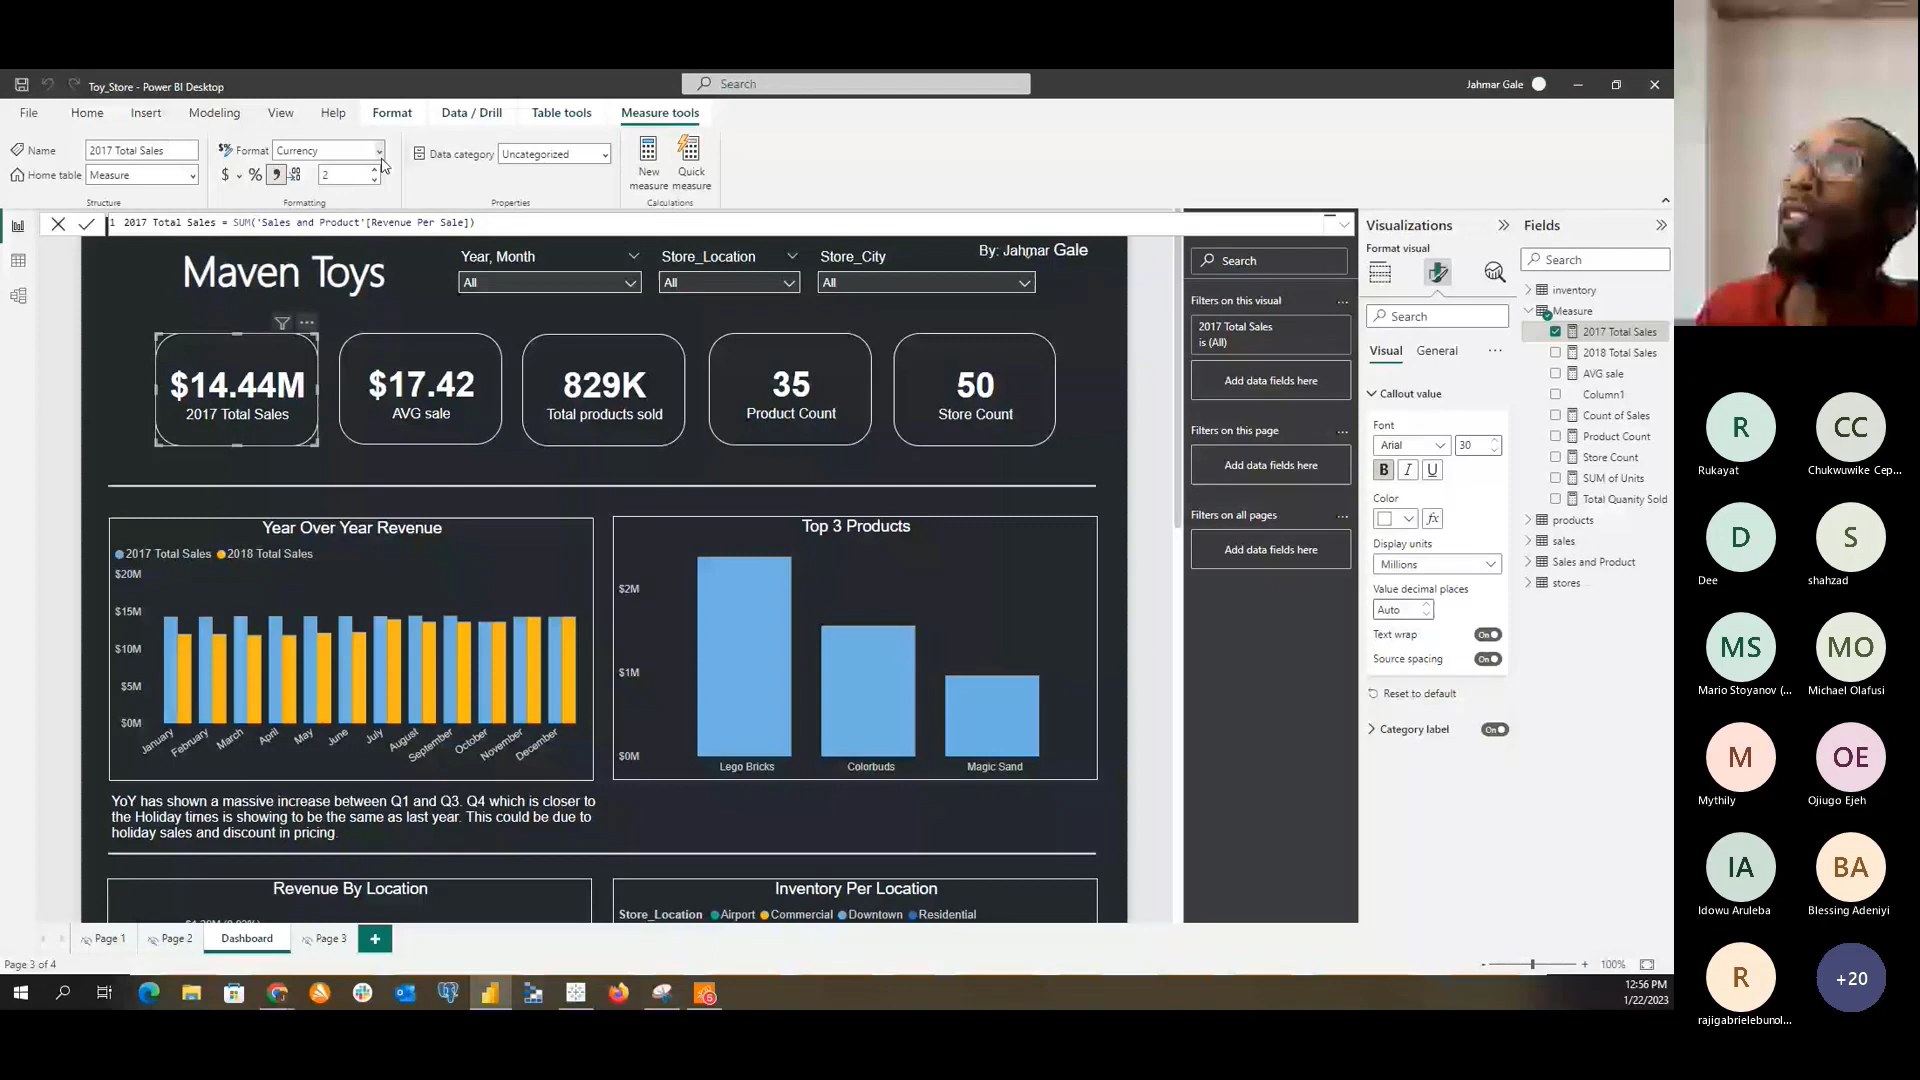 Toy_Store - Power BI Desktop
Search
Jahmar Gale
File Home Insert Modeling View Help Format Data / Drill Table tools Measure tools
Name 2017 Total Sales
Format Currency
Data category Uncategorized
Home table Measure
$ % 9 2
New measure
Quick measure
Structure Formatting Properties Calculations
1 2017 Total Sales = SUM('Sales and Product'[Revenue Per Sale])
Maven Toys
Year, Month
All
Store_Location
All
Store_City
All
By: Jahmar Gale
$14.44M
2017 Total Sales
$17.42
AVG sale
829K
Total products sold
35
Product Count
50
Store Count
Year Over Year Revenue
2017 Total Sales 2018 Total Sales
$20M
$15M
$10M
$5M
$0M
January February March April May June July August September October November December
YoY has shown a massive increase between Q1 and Q3. Q4 which is closer to
the Holiday times is showing to be the same as last year. This could be due to
holiday sales and discount in pricing.
Top 3 Products
$2M
$1M
$0M
Lego Bricks Colorbuds Magic Sand
Revenue By Location
Inventory Per Location
Store_Location Airport Commercial Downtown Residential
Search
Filters on this visual ...
2017 Total Sales
is (All)
Add data fields here
Filters on this page ...
Add data fields here
Filters on all pages ...
Add data fields here
Visualizations
Format visual
Search
Visual General ...
Callout value
Font
Arial 30
B I U
Color
fx
Display units
Millions
Value decimal places
Auto
Text wrap On
Source spacing On
Reset to default
Category label On
Fields
Search
inventory
Measure
2017 Total Sales
2018 Total Sales
AVG sale
Column1
Count of Sales
Product Count
Store Count
SUM of Units
Total Quanity Sold
products
sales
Sales and Product
stores
Page 1 Page 2 Dashboard Page 3 +
Page 3 of 4
- + 100%
5
12:56 PM
1/22/2023
R
Rukayat
CC
Chukwuwike Cep...
D
Dee
S
shahzad
MS
Mario Stoyanov (...
MO
Michael Olafusi
M
Mythily
OE
Ojiugo Ejeh
IA
Idowu Aruleba
BA
Blessing Adeniyi
R
rajigabrielebunol...
+20